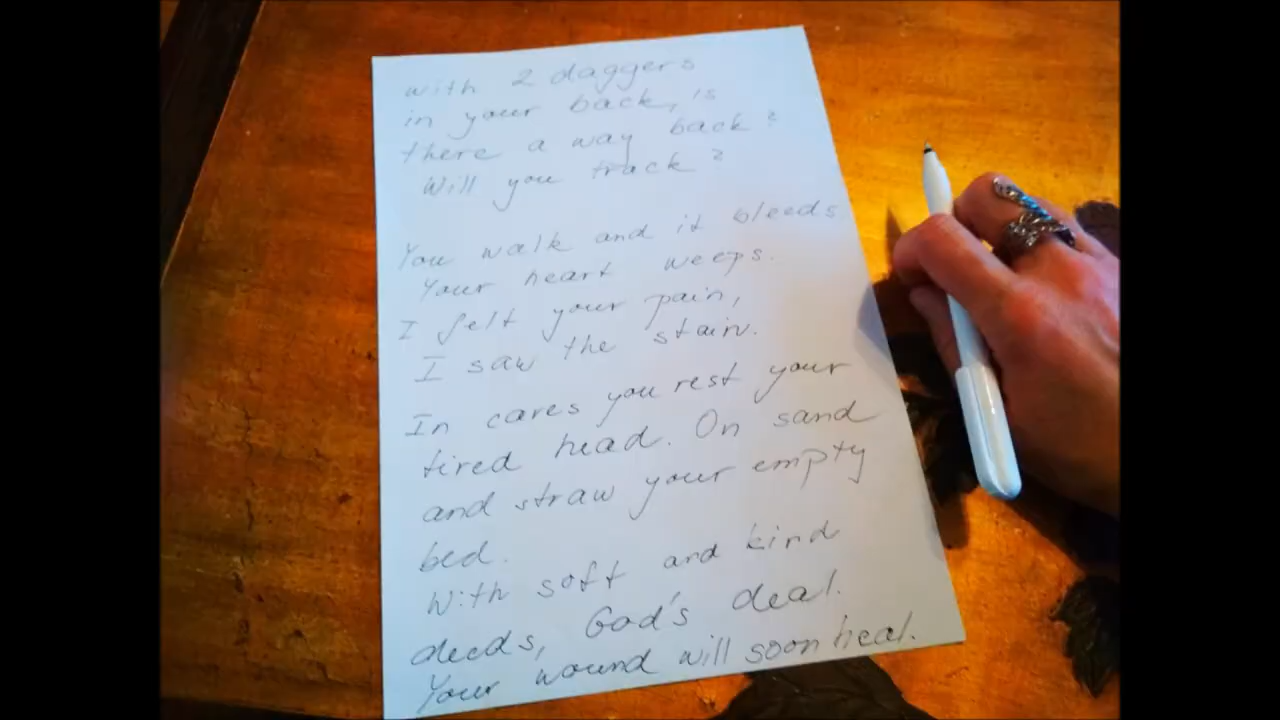 with 2 daggers
in your back, is
there a way back?
Will you track?
You walk and it bleeds
Your heart weeps.
I felt your pain,
I saw the stain.
In cares you rest your
tired head. On sand
and straw your empty
bed.
With soft and kind
deeds, God's deal.
Your wound will soon heal.